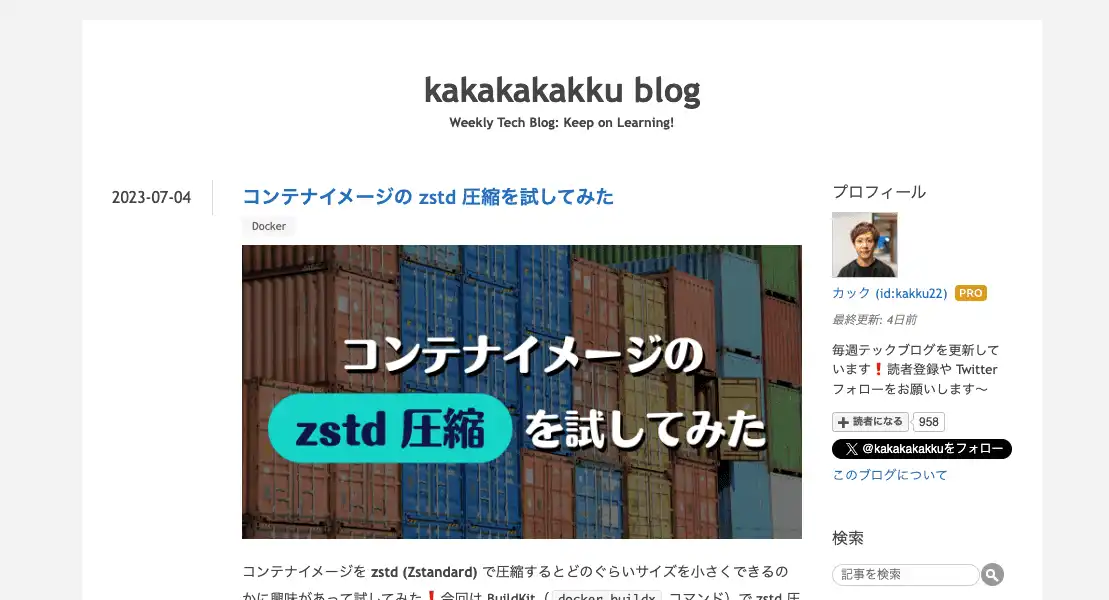 kakakakakku blog
Weekly Tech Blog: Keep on Learning!
2023-07-04
コンテナイメージの zstd 圧縮を試してみた
Docker
コンテナイメージの
zstd 圧縮 を試してみた
コンテナイメージを zstd (Zstandard) で圧縮するとどのぐらいサイズを小さくできるの
かに興味があって試してみた❗今回は BuildKit（ docker buildx コマンド）で zstd 圧
プロフィール
カック (id:kakku22) PRO
最終更新: 4日前
毎週テックブログを更新して
います❗読者登録や Twitter
フォローをお願いします〜
読者になる 958
@kakakakakkuをフォロー
このブログについて
検索
記事を検索